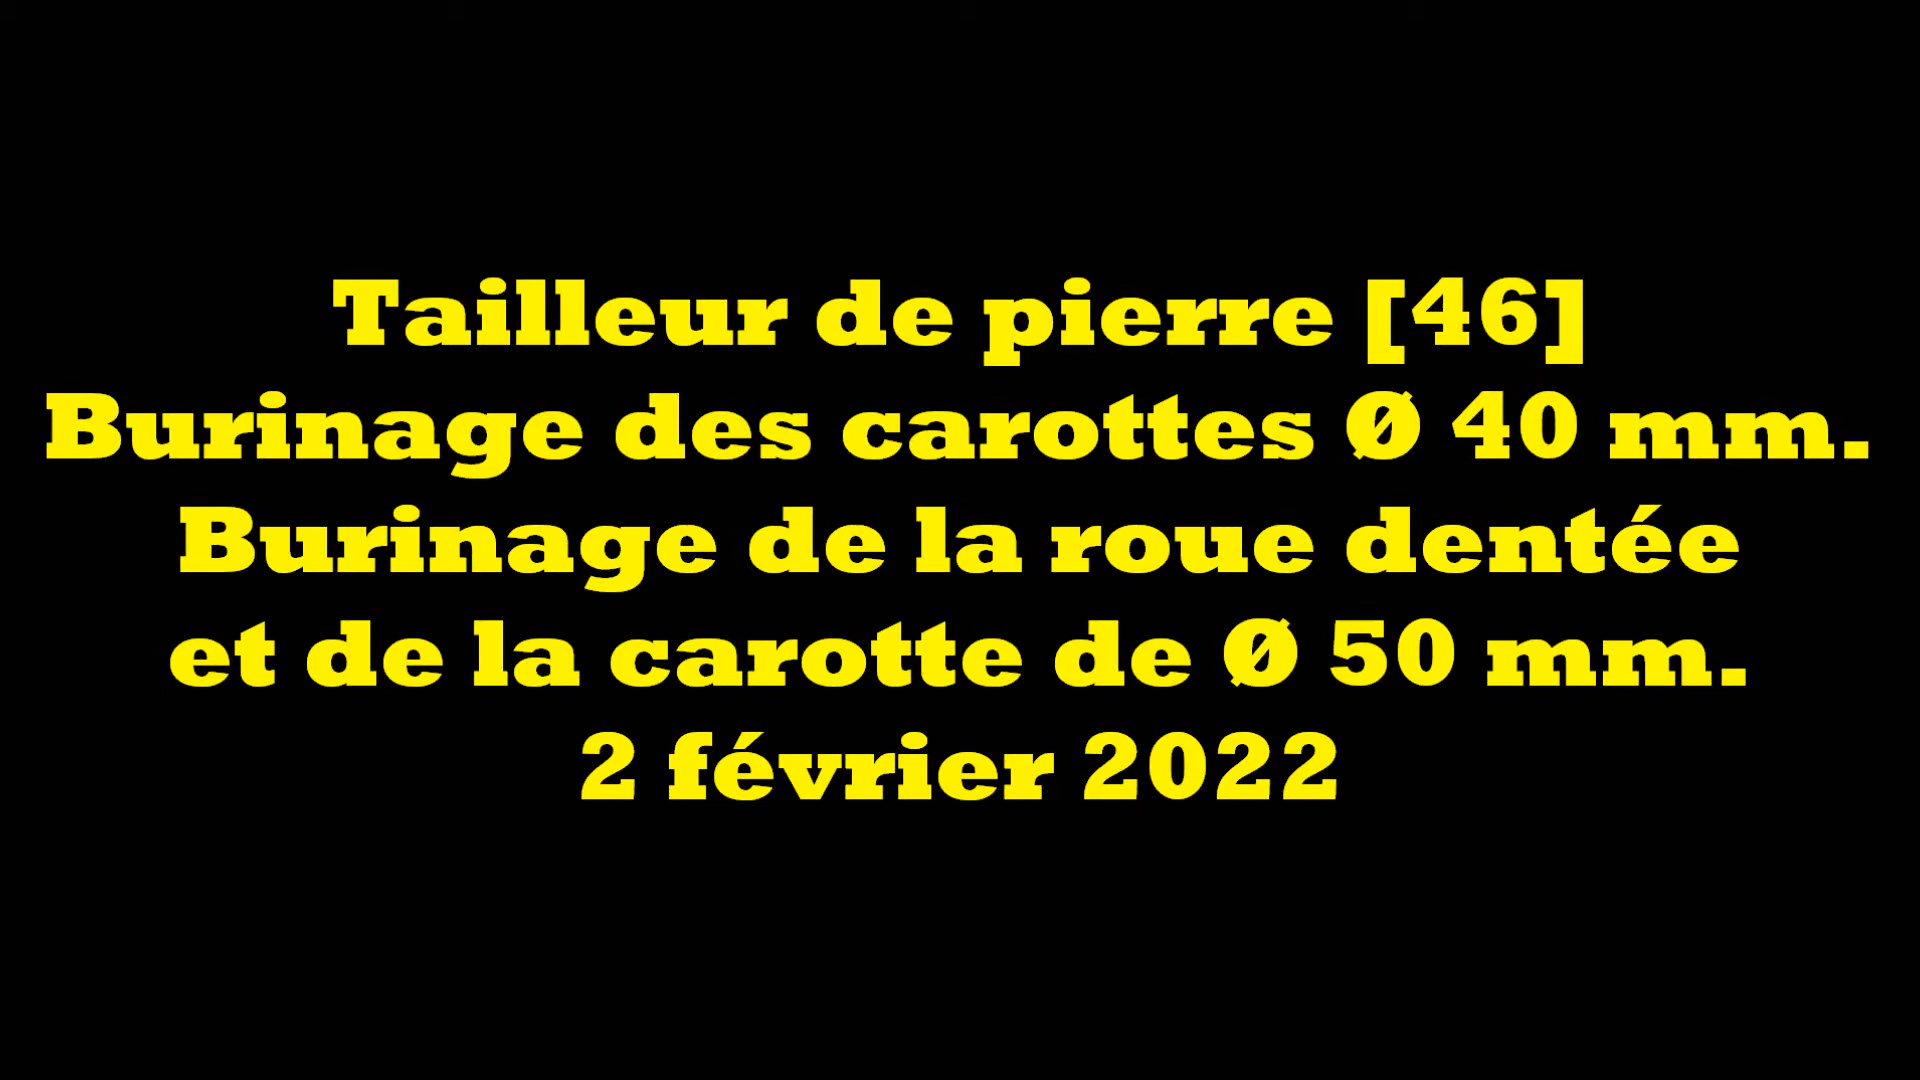 Tailleur de pierre [46]
Burinage des carottes Ø 40 mm.
Burinage de la roue dentée
et de la carotte de Ø 50 mm.
2 février 2022